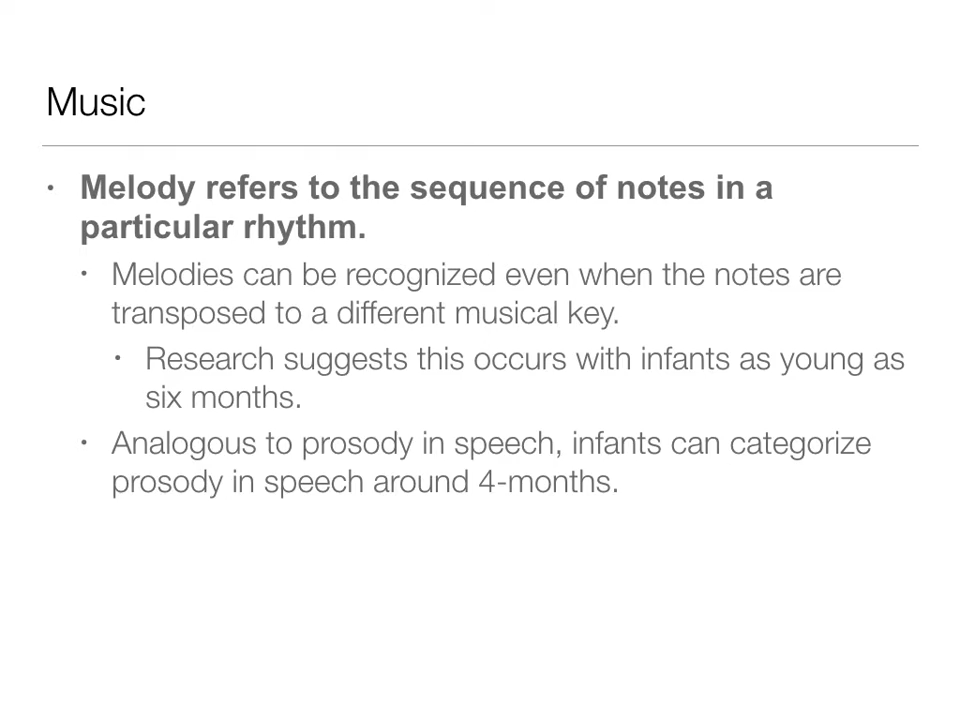 Music
• Melody refers to the sequence of notes in a
particular rhythm.
• Melodies can be recognized even when the notes are
transposed to a different musical key.
• Research suggests this occurs with infants as young as
six months.
• Analogous to prosody in speech, infants can categorize
prosody in speech around 4-months.